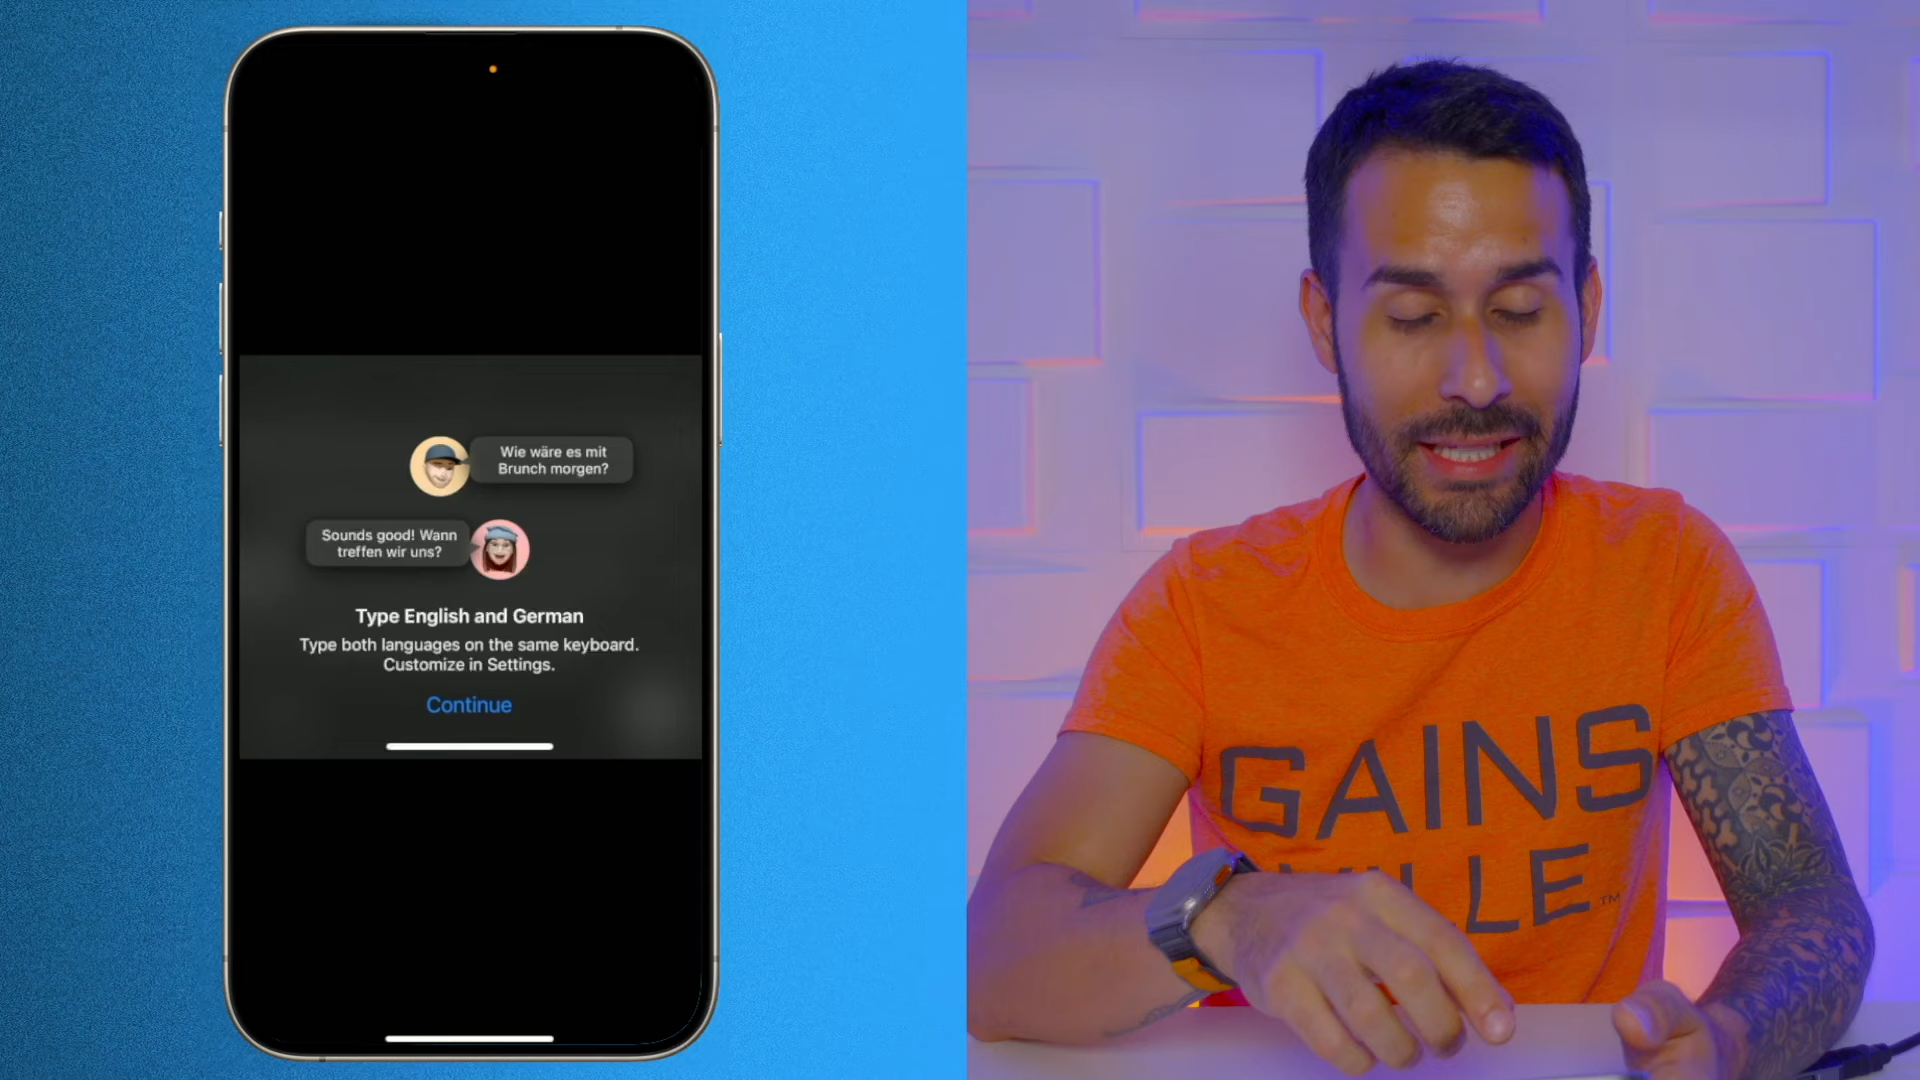 Wie wäre es mit
Brunch morgen?
Sounds good! Wann
treffen wir uns?
Type English and German
Type both languages on the same keyboard.
Customize in Settings.
Continue
GAINS
VILLE™